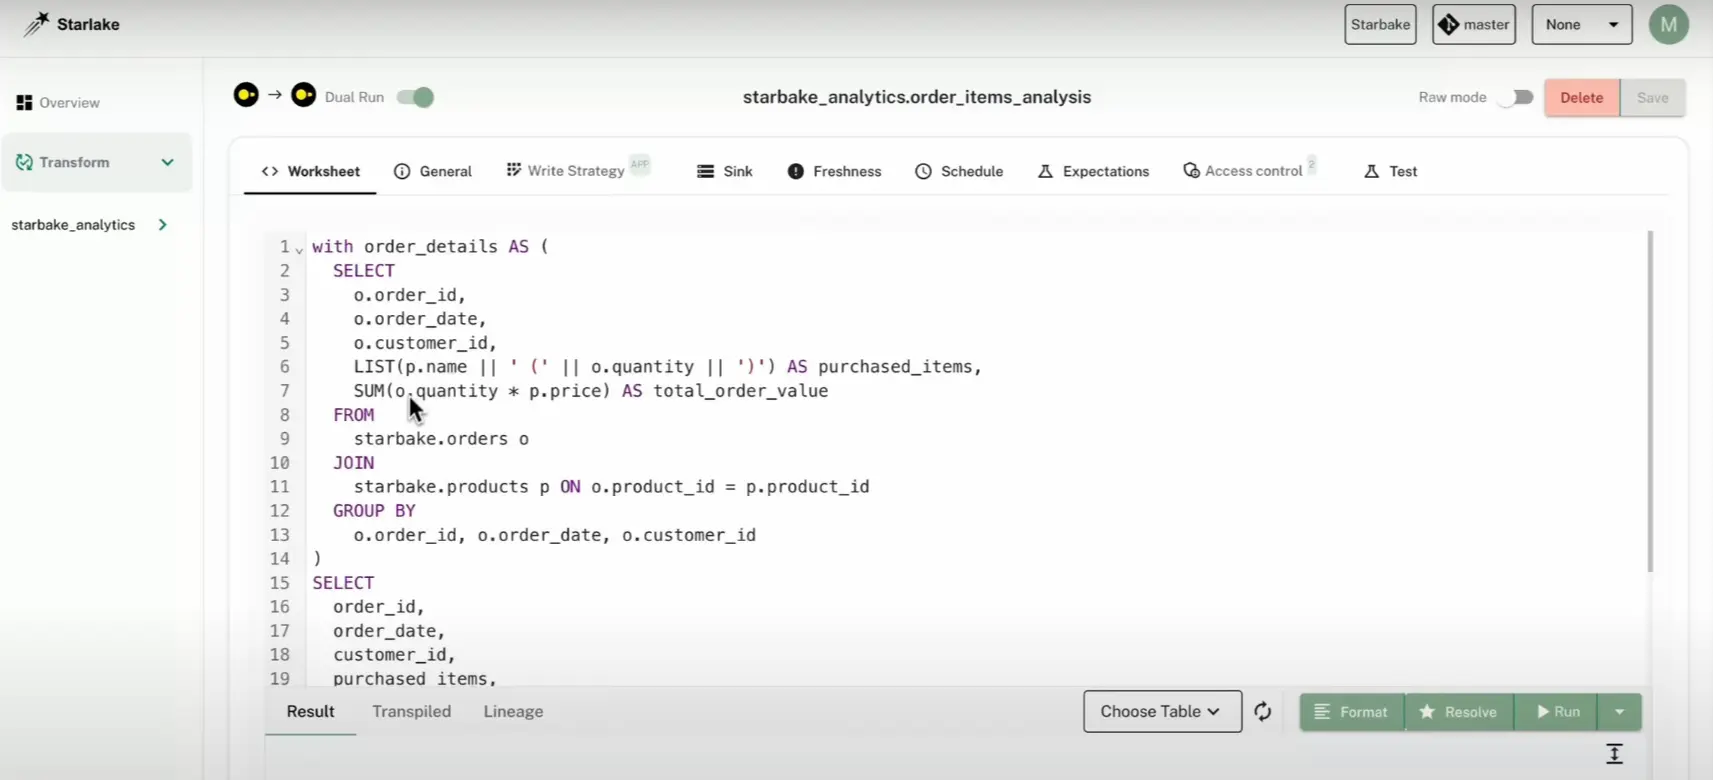 Starlake
Starbake
master
None
M
Overview
Transform
starbake_analytics
Dual Run
starbake_analytics.order_items_analysis
Raw mode
Delete
Save
Worksheet
General
Write Strategy APP
Sink
Freshness
Schedule
Expectations
Access control 2
Test
1 with order_details AS (
2 SELECT
3 o.order_id,
4 o.order_date,
5 o.customer_id,
6 LIST(p.name || ' (' || o.quantity || ')') AS purchased_items,
7 SUM(o.quantity * p.price) AS total_order_value
8 FROM
9 starbake.orders o
10 JOIN
11 starbake.products p ON o.product_id = p.product_id
12 GROUP BY
13 o.order_id, o.order_date, o.customer_id
14 )
15 SELECT
16 order_id,
17 order_date,
18 customer_id,
19 purchased_items,
Result
Transpiled
Lineage
Choose Table
Format
Resolve
Run